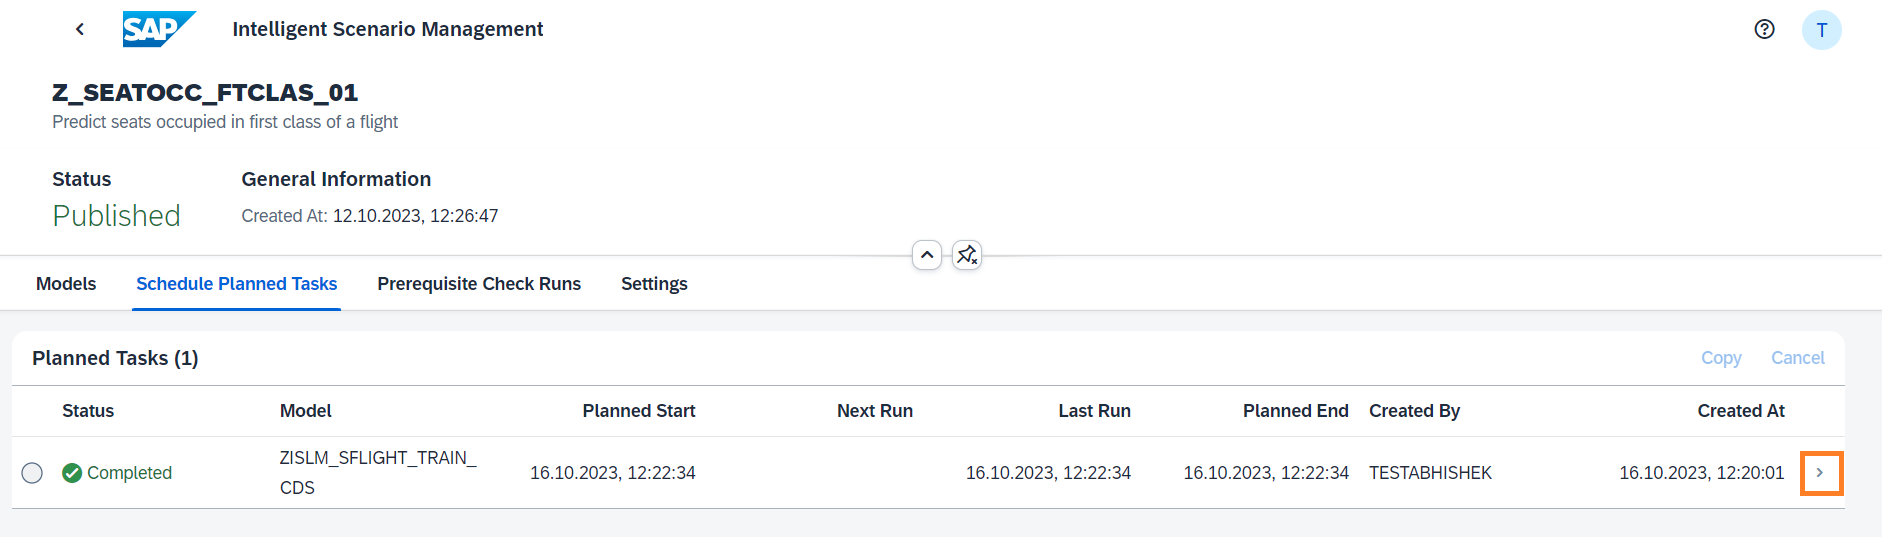 SAP Intelligent Scenario Management T
Z_SEATOCC_FTCLAS_01
Predict seats occupied in first class of a flight
Status General Information
Published Created At: 12.10.2023, 12:26:47
Models Schedule Planned Tasks Prerequisite Check Runs Settings
Planned Tasks (1) Copy Cancel
Status Model Planned Start Next Run Last Run Planned End Created By Created At
Completed ZISLM_SFLIGHT_TRAIN_ 16.10.2023, 12:22:34 16.10.2023, 12:22:34 16.10.2023, 12:22:34 TESTABHISHEK 16.10.2023, 12:20:01
CDS